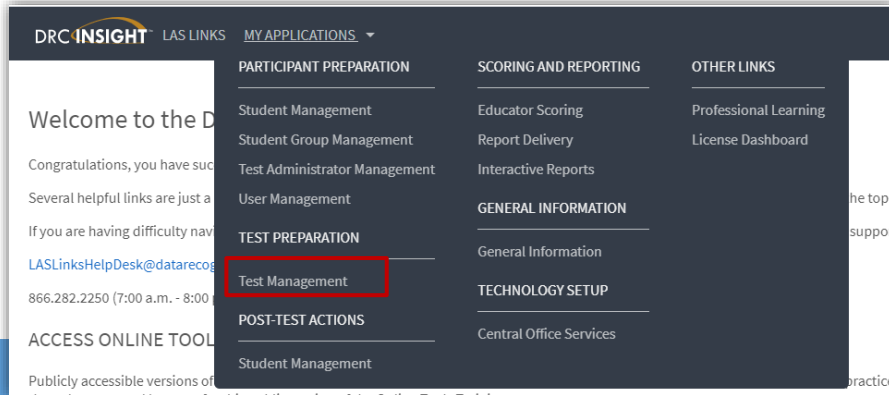 DRC INSIGHT LAS LINKS MY APPLICATIONS
PARTICIPANT PREPARATION
Student Management
Student Group Management
Test Administrator Management
User Management
TEST PREPARATION
Test Management
POST-TEST ACTIONS
Student Management
SCORING AND REPORTING
Educator Scoring
Report Delivery
Interactive Reports
GENERAL INFORMATION
General Information
TECHNOLOGY SETUP
Central Office Services
OTHER LINKS
Professional Learning
License Dashboard
Welcome to the D
Congratulations, you have suc
Several helpful links are just a
he top
If you are having difficulty navi
suppo
LASLinksHelpDesk@datarecog
866.282.2250 (7:00 a.m. - 8:00
ACCESS ONLINE TOOL
Publicly accessible versions of
practice